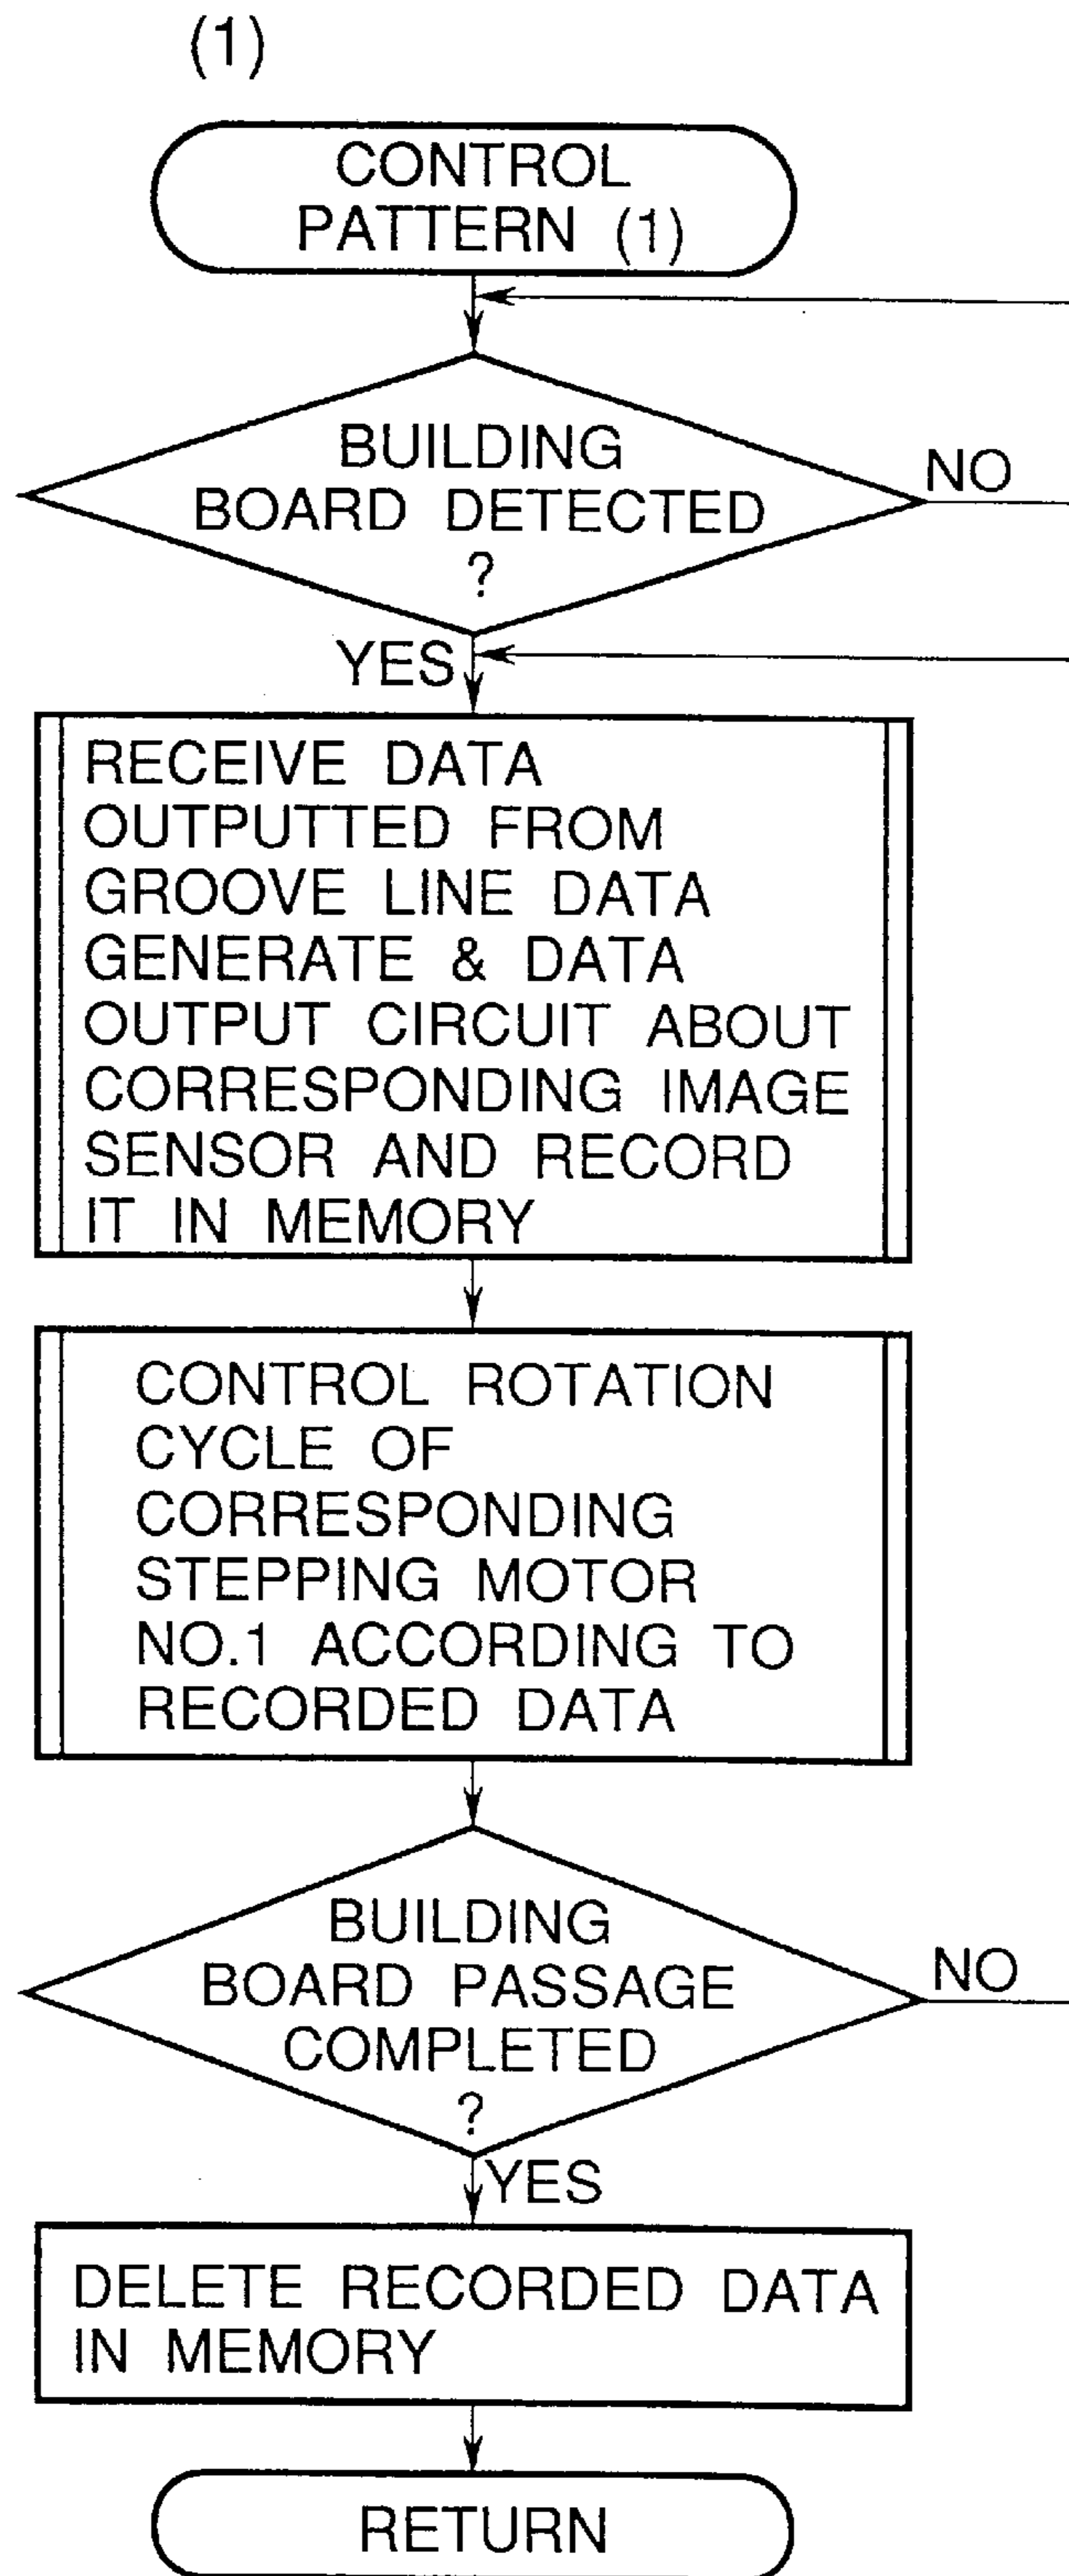 (1)
CONTROL
PATTERN (1)
BUILDING
BOARD DETECTED
?
NO
YES
RECEIVE DATA
OUTPUTTED FROM
GROOVE LINE DATA
GENERATE & DATA
OUTPUT CIRCUIT ABOUT
CORRESPONDING IMAGE
SENSOR AND RECORD
IT IN MEMORY
CONTROL ROTATION
CYCLE OF
CORRESPONDING
STEPPING MOTOR
NO.1 ACCORDING TO
RECORDED DATA
BUILDING
BOARD PASSAGE
COMPLETED
?
NO
YES
DELETE RECORDED DATA
IN MEMORY
RETURN